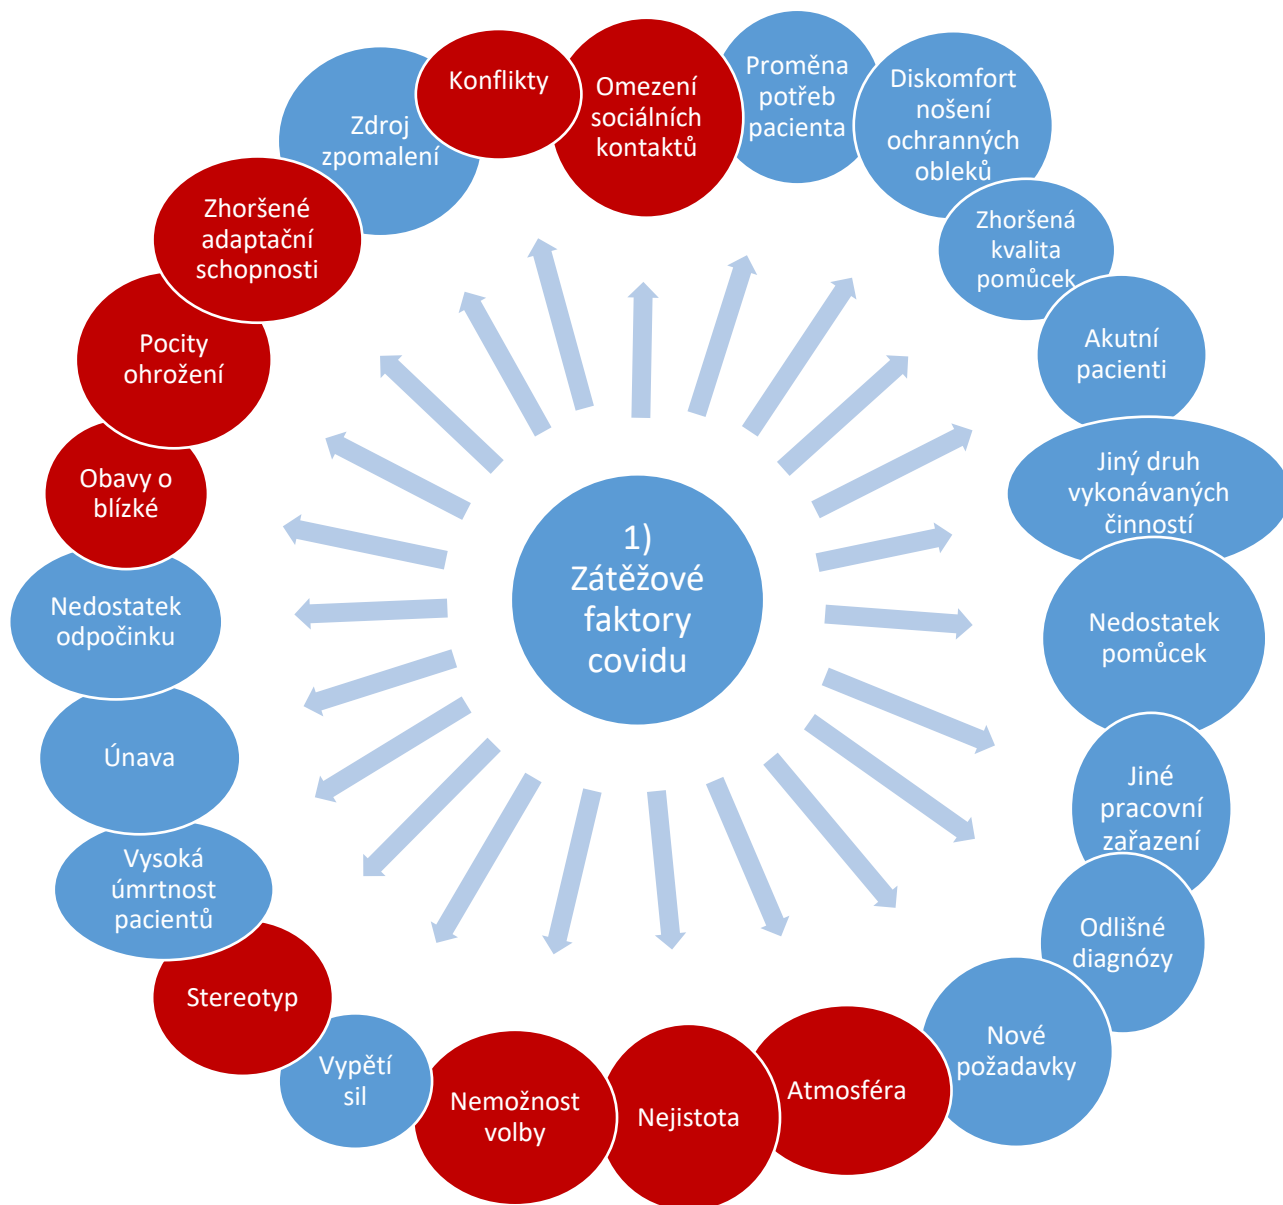 1)
Zátěžové
faktory
covidu
Omezení
sociálních
kontaktů
Proměna
potřeb
pacienta
Diskomfort
nošení
ochranných
obleků
Zhoršená
kvalita
pomůcek
Akutní
pacienti
Jiný druh
vykonávaných
činností
Nedostatek
pomůcek
Jiné
pracovní
zařazení
Odlišné
diagnózy
Nové
požadavky
Atmosféra
Nejistota
Nemožnost
volby
Vypětí
sil
Stereotyp
Vysoká
úmrtnost
pacientů
Únava
Nedostatek
odpočinku
Obavy o
blízké
Pocity
ohrožení
Zhoršené
adaptační
schopnosti
Zdroj
zpomalení
Konflikty